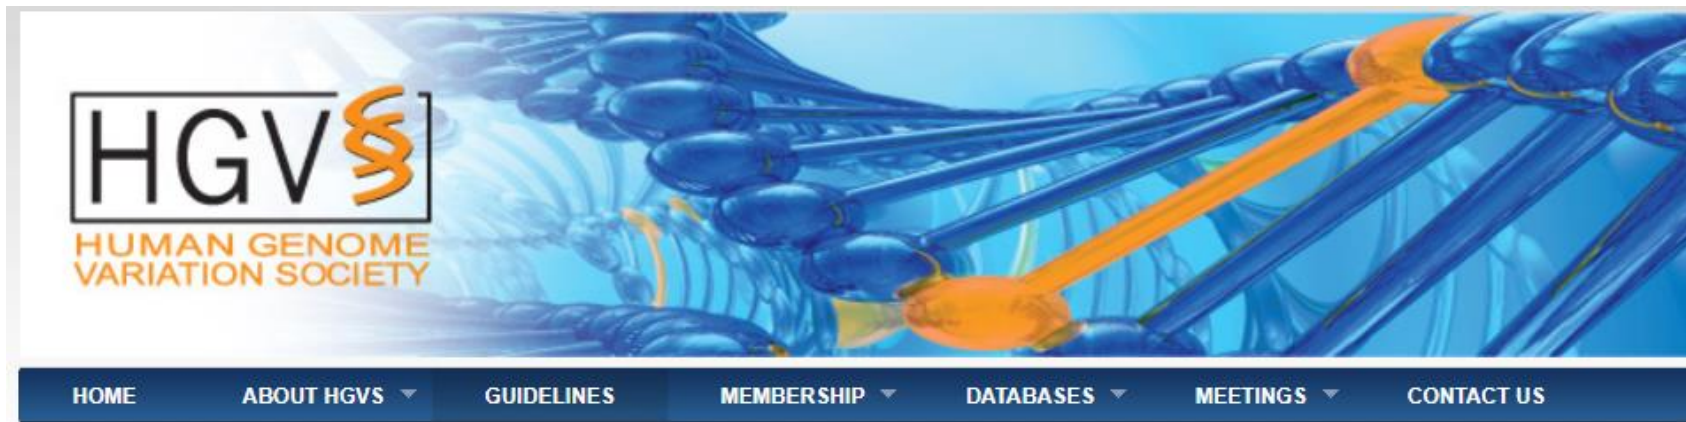 HGVS
HUMAN GENOME
VARIATION SOCIETY
HOME ABOUT HGVS GUIDELINES MEMBERSHIP DATABASES MEETINGS CONTACT US